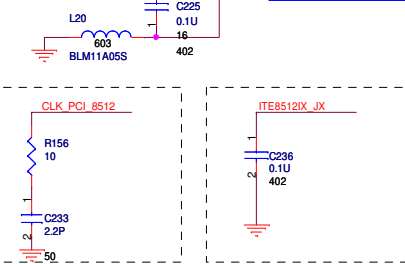 C225
L20
0.1U
1
16
603
402
BLM11A05S
CLK_PCI_8512
R156
10
1
C233
2.2P
2
50
ITE8512IX_JX
1
C236
0.1U
2
402